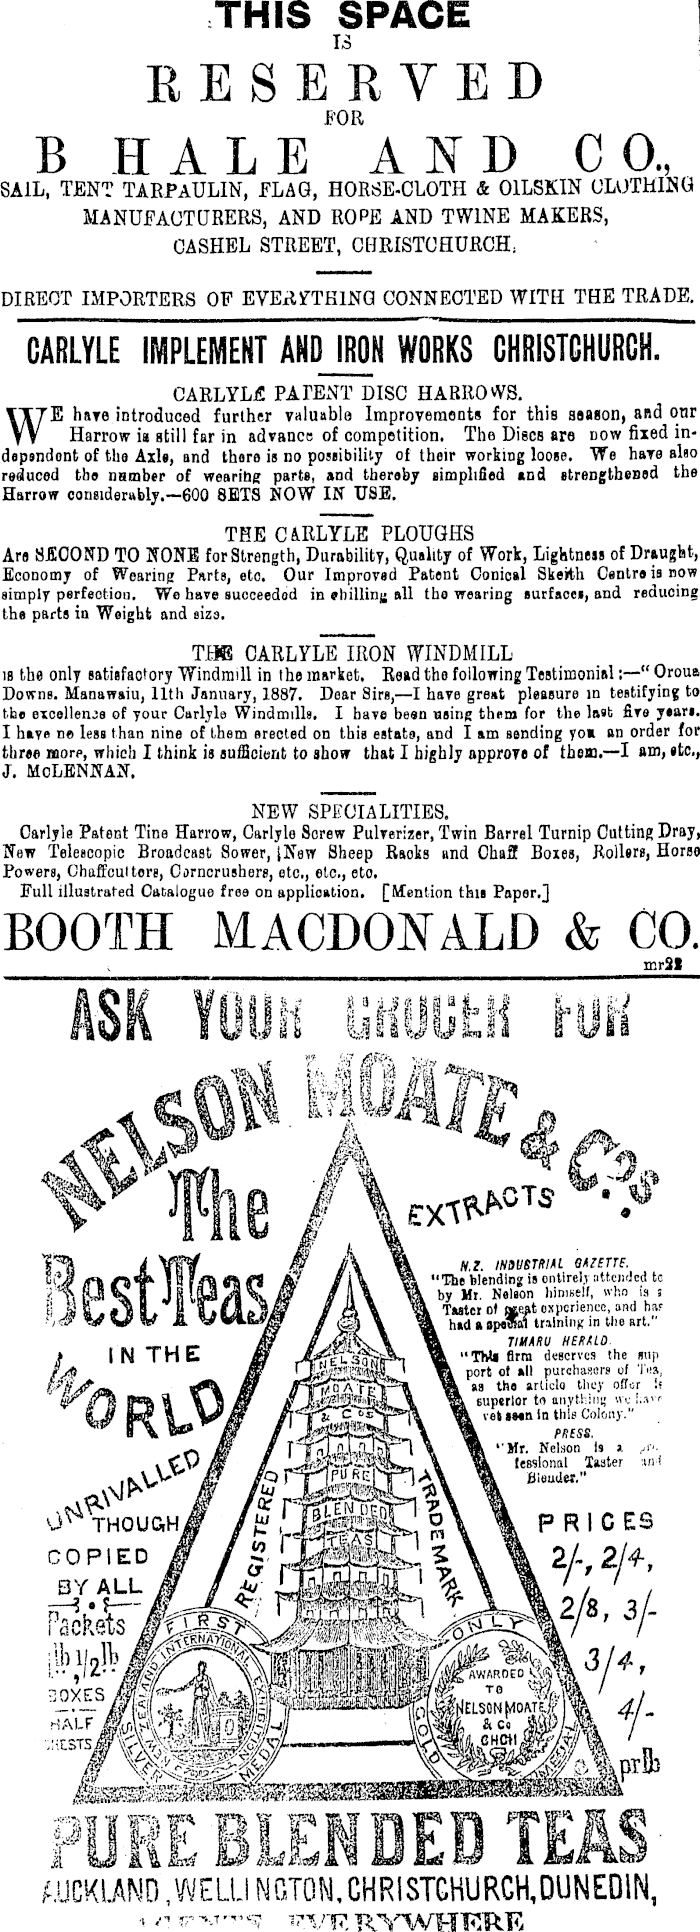 THIS SPACE
IS
RESERVED
FOR
B HALE AND CO.,
SAIL, TENT TARPAULIN, FLAG, HORSE-CLOTH & OILSKIN CLOTHING
MANUFACTURERS, AND ROPE AND TWINE MAKERS,
CASHEL STREET, CHRISTCHURCH.
DIRECT IMPORTERS OF EVERYTHING CONNECTED WITH THE TRADE.
CARLYLE IMPLEMENT AND IRON WORKS CHRISTCHURCH.
CARLYLE PATENT DISC HARROWS.
WE have introduced further valuable Improvements for this season, and our
Harrow is still far in advance of competition. The Discs are now fixed in-
dependent of the Axle, and there is no possibility of their working loose. We have also
reduced the number of wearing parts, and thereby simplified and strengthened the
Harrow considerably.—600 SETS NOW IN USE.
THE CARLYLE PLOUGHS
Are SECOND TO NONE for Strength, Durability, Quality of Work, Lightness of Draught,
Economy of Wearing Parts, etc. Our Improved Patent Conical Skeith Centre is now
simply perfection. We have succeeded in chilling all the wearing surfaces, and reducing
the parts in Weight and size.
THE CARLYLE IRON WINDMILL
is the only satisfactory Windmill in the market. Read the following Testimonial:—"Oroua
Downs. Manawatu, 11th January, 1887. Dear Sirs,—I have great pleasure in testifying to
the excellence of your Carlyle Windmills. I have been using them for the last five years.
I have no less than nine of them erected on this estate, and I am sending you an order for
three more, which I think is sufficient to show that I highly approve of them.—I am, etc.,
J. McLENNAN.
NEW SPECIALITIES.
Carlyle Patent Tine Harrow, Carlyle Screw Pulverizer, Twin Barrel Turnip Cutting Dray,
New Telescopic Broadcast Sower, New Sheep Racks and Chaff Boxes, Rollers, Horse
Powers, Chaffcutters, Corncrushers, etc., etc., etc.
Full illustrated Catalogue free on application. [Mention this Paper.]
BOOTH MACDONALD & CO.
mr22
ASK YOUR GROCER FOR
NELSON MOATE & Co.'s
The
Best Teas
IN THE
WORLD
UNRIVALLED
THOUGH
COPIED
BY ALL
Packets
1lb, 1/2lb
BOXES
HALF
CHESTS
EXTRACTS
N.Z. INDUSTRIAL GAZETTE.
"The blending is entirely attended to
by Mr. Nelson himself, who is a
Taster of great experience, and has
had a special training in the art."
TIMARU HERALD.
"This firm deserves the sup
port of all purchasers of Tea,
as the article they offer is
superior to anything we have
yet seen in this Colony."
PRESS.
"Mr. Nelson is a pro
fessional Taster and
Blender."
NELSON
MOATE
& Cos
PURE
BLENDED
TEAS
REGISTERED
TRADE MARK
FIRST
SILVER
MEDAL
ZEALAND INTERNATIONAL EXHIBITION
ONLY
GOLD
MEDAL
AWARDED
TO
NELSON MOATE
& Co
CHCH
PRICES
2/-, 2/4,
2/8, 3/-
3/4,
4/-
pr lb
PURE BLENDED TEAS
AUCKLAND, WELLINGTON, CHRISTCHURCH, DUNEDIN,
AGENTS EVERYWHERE